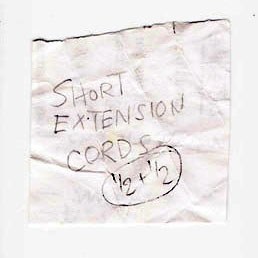 SHORT
EXTENSION
CORDS
1/2 + 1/2